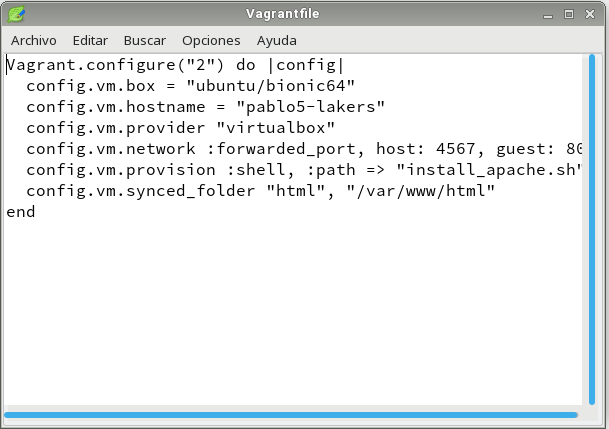 Vagrantfile
Archivo Editar Buscar Opciones Ayuda
Vagrant.configure("2") do |config|
  config.vm.box = "ubuntu/bionic64"
  config.vm.hostname = "pablo5-lakers"
  config.vm.provider "virtualbox"
  config.vm.network :forwarded_port, host: 4567, guest: 80
  config.vm.provision :shell, :path => "install_apache.sh"
  config.vm.synced_folder "html", "/var/www/html"
end